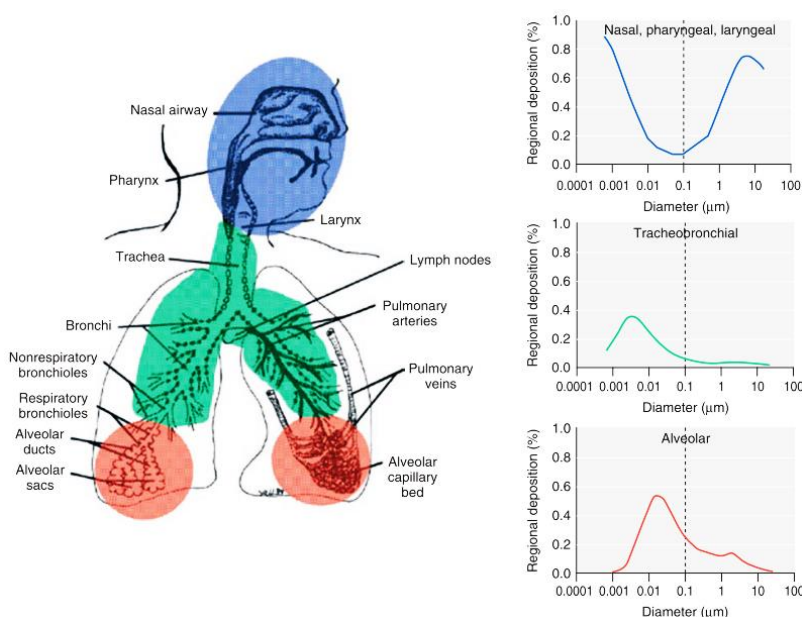 Nasal airway
Pharynx
Larynx
Trachea
Lymph nodes
Pulmonary
arteries
Bronchi
Nonrespiratory
bronchioles
Pulmonary
veins
Respiratory
bronchioles
Alveolar
ducts
Alveolar
sacs
Alveolar
capillary
bed
Nasal, pharyngeal, laryngeal
Regional deposition (%)
1.0
0.8
0.6
0.4
0.2
0.0
0.0001 0.001 0.01 0.1 1 10 100
Diameter (μm)
Tracheobronchial
Regional deposition (%)
1.0
0.8
0.6
0.4
0.2
0
0.0001 0.001 0.01 0.1 1 10 100
Diameter (μm)
Alveolar
Regional deposition (%)
1.0
0.8
0.6
0.4
0.2
0.0
0.0001 0.001 0.01 0.1 1 10 100
Diameter (μm)